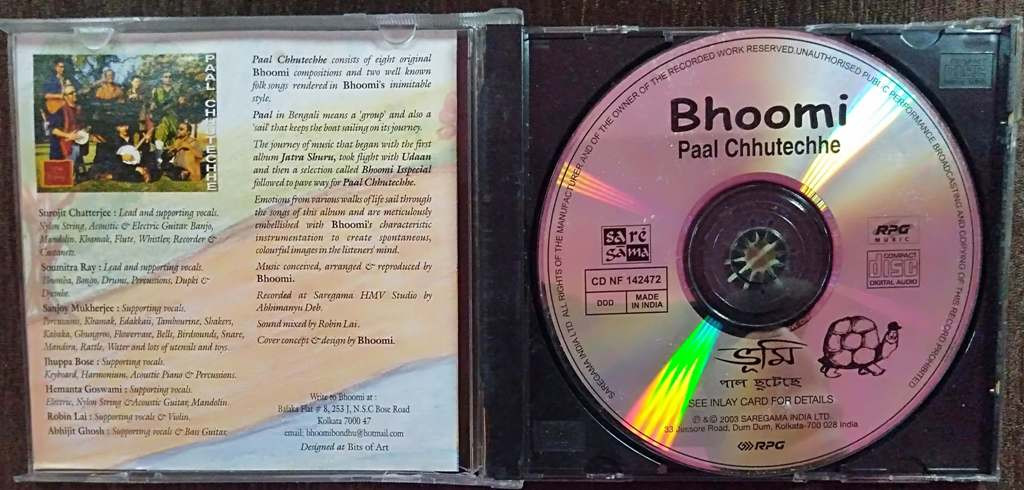 PAAL CHHUTECHHE
Paal Chhutechhe consists of eight original
Bhoomi compositions and two well known
folk songs rendered in Bhoomi's inimitable
style.
Paal in Bengali means a 'group' and also a
'sail' that keeps the boat sailing on its journey.
The journey of music that began with the first
album Jatra Shuru, took flight with Udaan
and then a selection called Bhoomi Isspecial
followed to pave way for Paal Chhutechhe.
Emotions from various walks of life sail through
the songs of this album and are meticulously
embellished with Bhoomi's characteristic
instrumentation to create spontaneous,
colourful images in the listeners' mind.
Music conceived, arranged & reproduced by
Bhoomi.
Recorded at Saregama HMV Studio by
Abhimanyu Deb.
Sound mixed by Robin Lai.
Cover concept & design by Bhoomi.
Surojit Chatterjee : Lead and supporting vocals.
Nylon String, Acoustic & Electric Guitar, Banjo,
Mandolin, Khamak, Flute, Whistles, Recorder &
Castanets.
Soumitra Ray : Lead and supporting vocals.
Bongo, Drums, Percussions, Dupki &
Sanjoy Mukherjee : Supporting vocals.
Percussions, Khamak, Edakkaii, Tambourine, Shakers,
Kabaka, Ghungroo, Flowervase, Bells, Birdsounds, Snare,
Mandira, Rattle, Water and lots of utensils and toys.
Thuppa Bose : Supporting vocals.
Keyboard, Harmonium, Acoustic Piano & Percussions.
Hemanta Goswami : Supporting vocals.
Electric, Nylon String & Acoustic Guitar, Mandolin.
Robin Lai : Supporting vocals & Violin.
Abhijit Ghosh : Supporting vocals & Bass Guitar.
Write to Bhoomi at :
Balaka Flat # 8, 253 J, N.S.C Bose Road
Kolkata 7000 47
email: bhoomibondhu@hotmail.com
Designed at Bits of Art
SAREGAMA INDIA LTD. ALL RIGHTS OF THE MANUFACTURER AND OF THE OWNER OF THE RECORDED WORK RESERVED.UNAUTHORISED PUBLIC PERFORMANCE BROADCASTING AND COPYING OF THIS RECORD PROHIBITED
Bhoomi
Paal Chhutechhe
sa ré
ga ma
CD NF 142472
DDD
MADE
IN INDIA
RPG
MUSIC
COMPACT
disc
DIGITAL AUDIO
ভূমি
পাল ছুটেছে
SEE INLAY CARD FOR DETAILS
℗ & © 2003 SAREGAMA INDIA LTD.
33 Jessore Road, Dum Dum, Kolkata-700 028 India
RPG